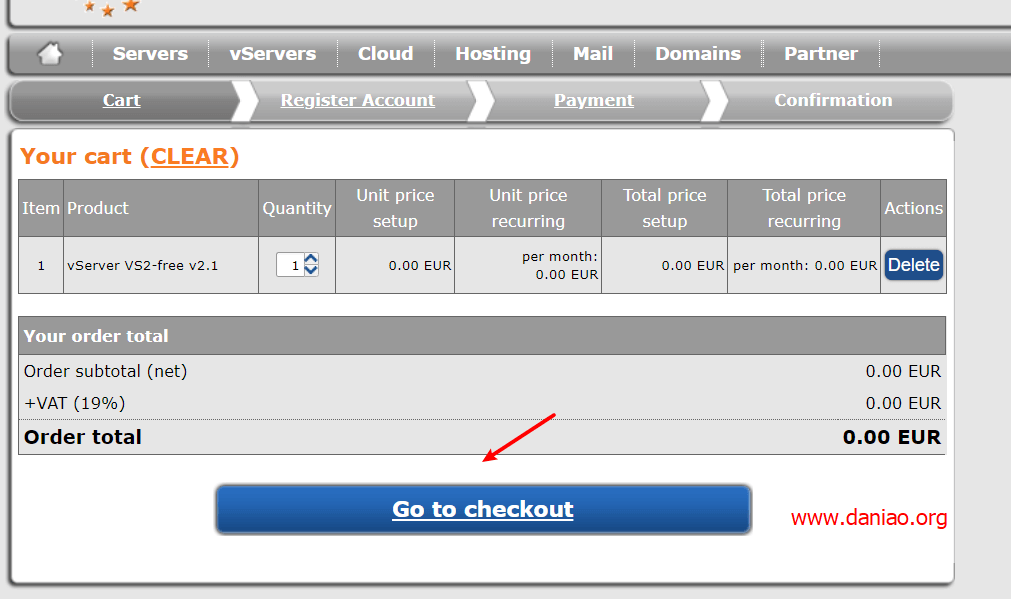 Servers vServers Cloud Hosting Mail Domains Partner
Cart Register Account Payment Confirmation
Your cart (CLEAR)
Item Product Quantity Unit price setup Unit price recurring Total price setup Total price recurring Actions
1 vServer VS2-free v2.1 1 0.00 EUR per month: 0.00 EUR 0.00 EUR per month: 0.00 EUR Delete
Your order total
Order subtotal (net) 0.00 EUR
+VAT (19%) 0.00 EUR
Order total 0.00 EUR
Go to checkout
www.daniao.org